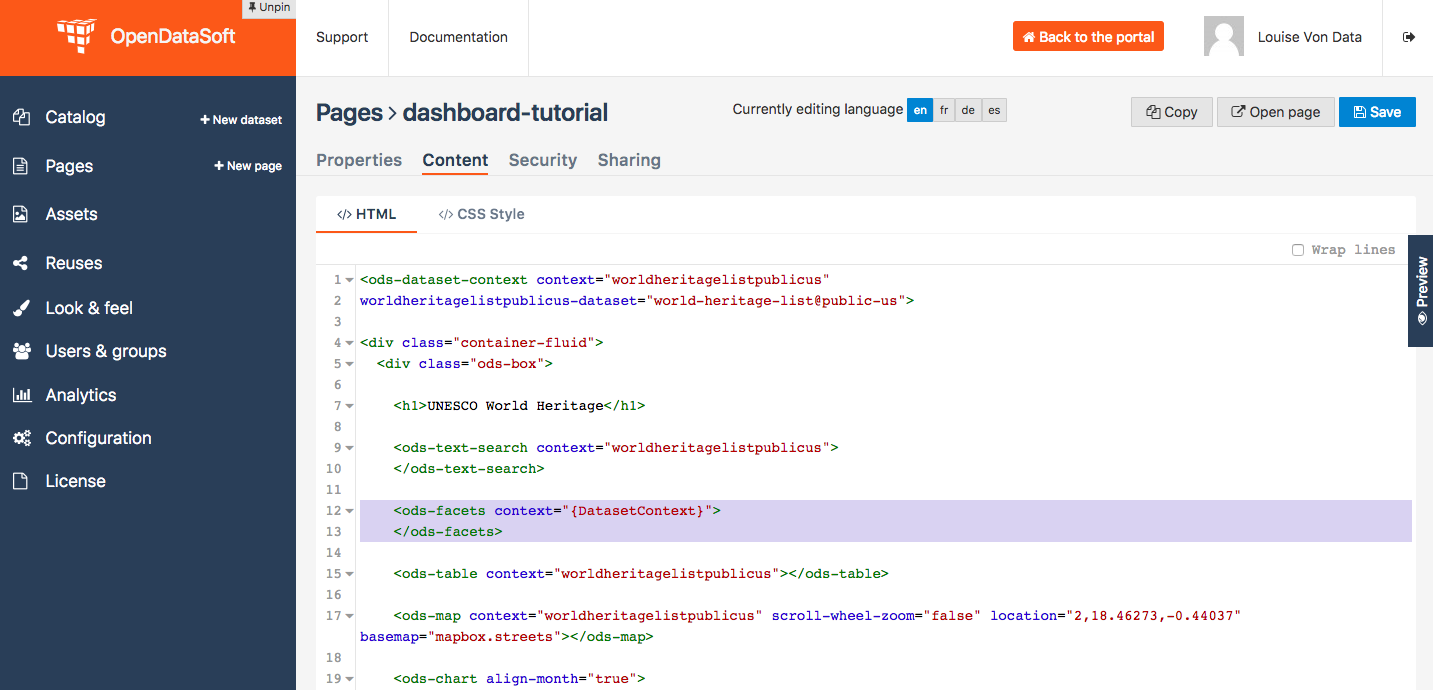 Unpin
OpenDataSoft
Support
Documentation
Back to the portal
Louise Von Data
Catalog
+ New dataset
Pages
+ New page
Assets
Reuses
Look & feel
Users & groups
Analytics
Configuration
License
Pages > dashboard-tutorial
Currently editing language en fr de es
Copy
Open page
Save
Properties Content Security Sharing
</> HTML </> CSS Style
Wrap lines
Preview
1 <ods-dataset-context context="worldheritagelistpublicus"
2 worldheritagelistpublicus-dataset="world-heritage-list@public-us">
3
4 <div class="container-fluid">
5 <div class="ods-box">
6
7 <h1>UNESCO World Heritage</h1>
8
9 <ods-text-search context="worldheritagelistpublicus">
10 </ods-text-search>
11
12 <ods-facets context="{DatasetContext}">
13 </ods-facets>
14
15 <ods-table context="worldheritagelistpublicus"></ods-table>
16
17 <ods-map context="worldheritagelistpublicus" scroll-wheel-zoom="false" location="2,18.46273,-0.44037"
basemap="mapbox.streets"></ods-map>
18
19 <ods-chart align-month="true">